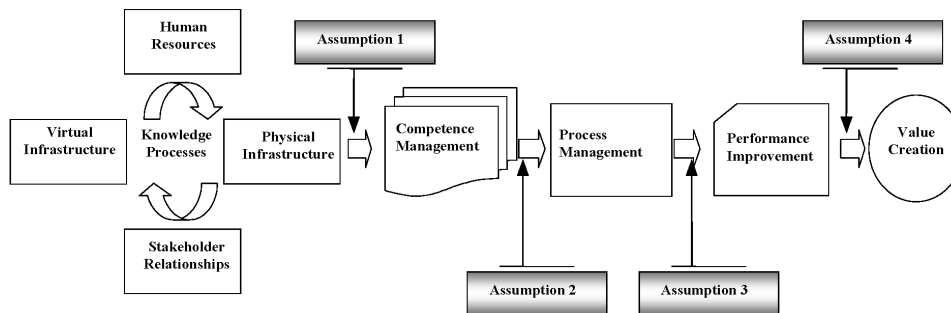 Human
Resources
Assumption 1
Assumption 4
Virtual
Infrastructure
Knowledge
Processes
Physical
Infrastructure
Competence
Management
Process
Management
Performance
Improvement
Value
Creation
Stakeholder
Relationships
Assumption 2
Assumption 3